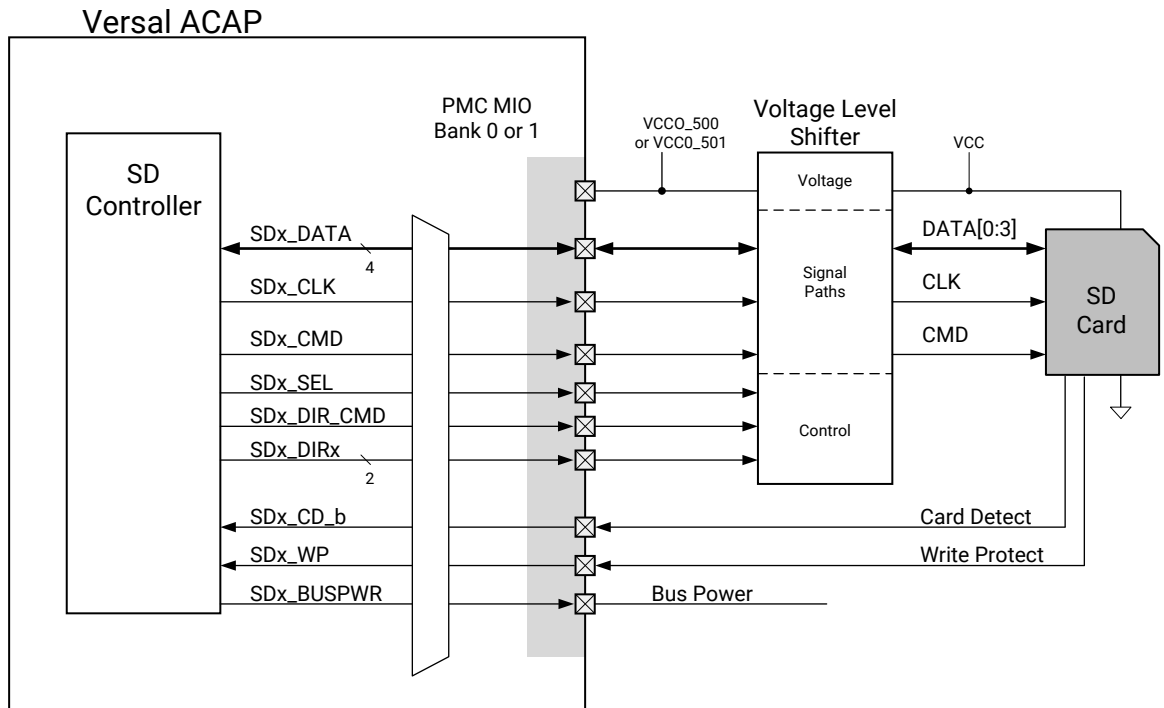 Versal ACAP
PMC MIO
Bank 0 or 1
VCCO_500
or VCC0_501
Voltage Level
Shifter
VCC
SD
Controller
Voltage
SDx_DATA
4
DATA[0:3]
SDx_CLK
Signal
Paths
CLK
SD
Card
SDx_CMD
CMD
SDx_SEL
SDx_DIR_CMD
Control
SDx_DIRx
2
SDx_CD_b
Card Detect
SDx_WP
Write Protect
SDx_BUSPWR
Bus Power